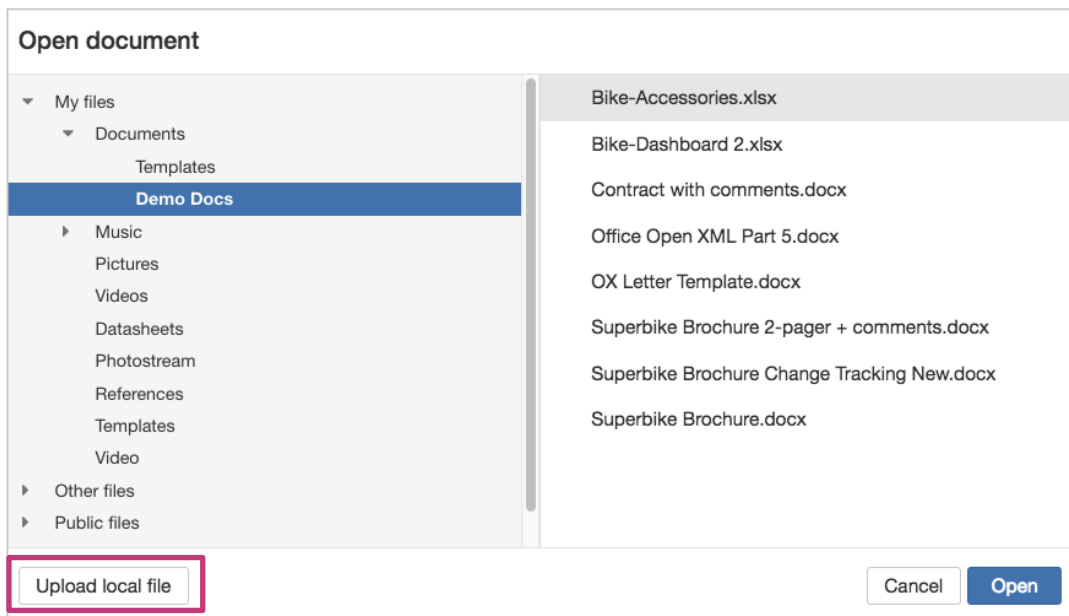 Open document
My files
Documents
Templates
Demo Docs
Music
Pictures
Videos
Datasheets
Photostream
References
Templates
Video
Other files
Public files
Bike-Accessories.xlsx
Bike-Dashboard 2.xlsx
Contract with comments.docx
Office Open XML Part 5.docx
OX Letter Template.docx
Superbike Brochure 2-pager + comments.docx
Superbike Brochure Change Tracking New.docx
Superbike Brochure.docx
Upload local file
Cancel
Open